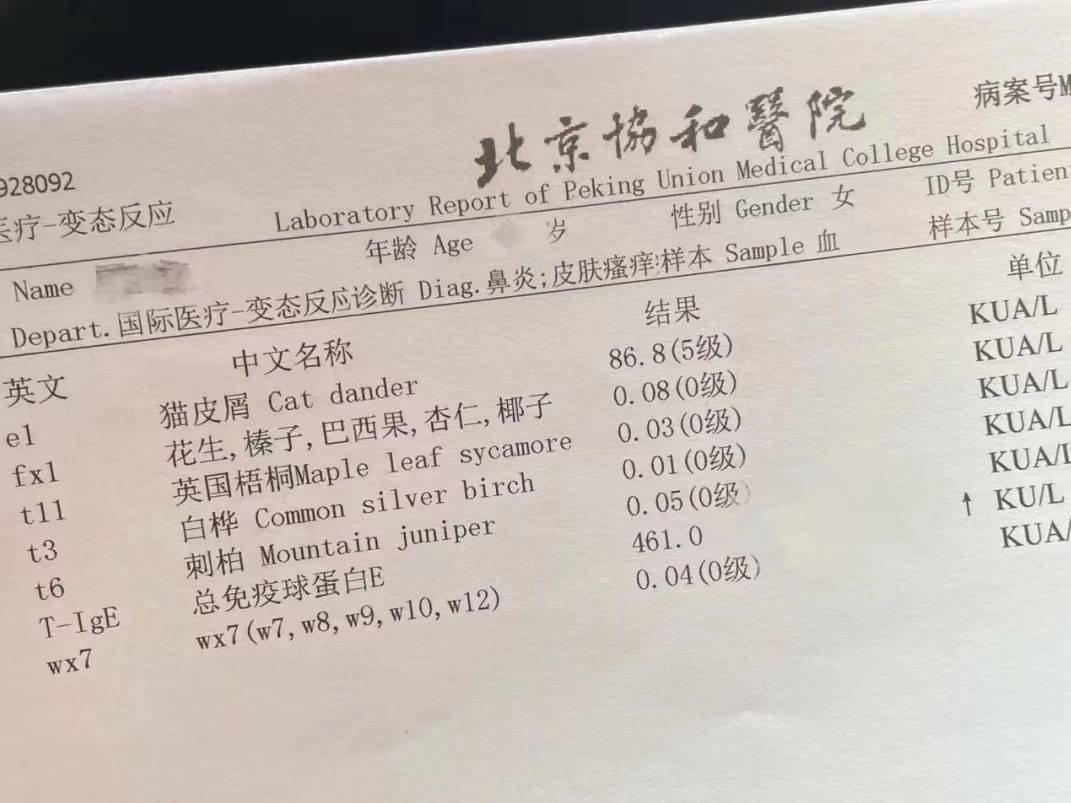 北京協和醫院
病案号M
928092
Laboratory Report of Peking Union Medical College Hospital
医疗-变态反应
年龄 Age 岁 性别 Gender 女 ID号 Patient
Name
Depart. 国际医疗-变态反应诊断 Diag. 鼻炎;皮肤瘙痒 样本 Sample 血 样本号 Samp
英文 中文名称 结果 单位
e1 猫皮屑 Cat dander 86.8(5级) KUA/L
fx1 花生,榛子,巴西果,杏仁,椰子 0.08(0级) KUA/L
t11 英国梧桐Maple leaf sycamore 0.03(0级) KUA/L
t3 白桦 Common silver birch 0.01(0级) KUA/L
t6 刺柏 Mountain juniper 0.05(0级) KUA/L
T-IgE 总免疫球蛋白E 461.0 ↑ KU/L
wx7 wx7(w7,w8,w9,w10,w12) 0.04(0级) KUA/